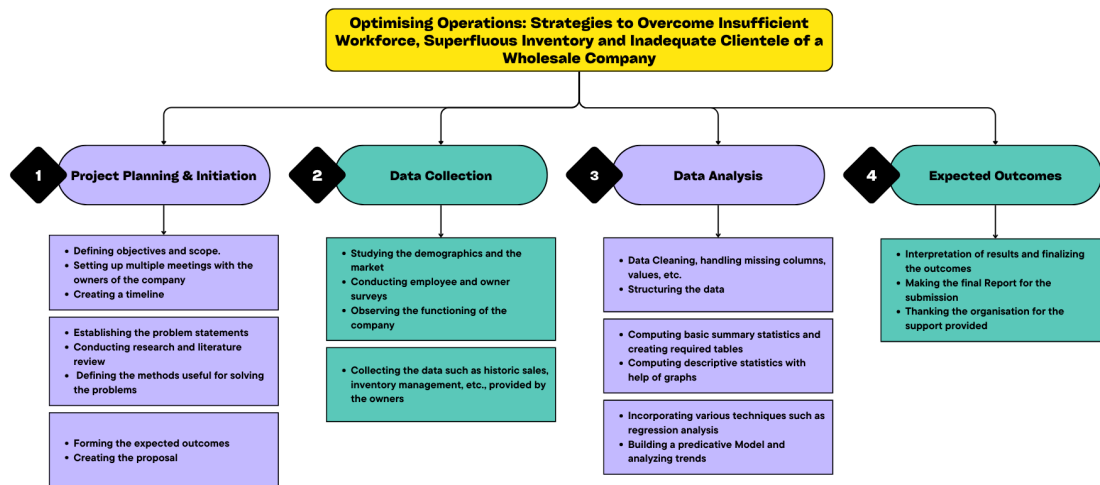 Optimising Operations: Strategies to Overcome Insufficient
Workforce, Superfluous Inventory and Inadequate Clientele of a
Wholesale Company
1
Project Planning & Initiation
• Defining objectives and scope.
• Setting up multiple meetings with the
owners of the company
• Creating a timeline
• Establishing the problem statements
• Conducting research and literature
review
• Defining the methods useful for solving
the problems
• Forming the expected outcomes
• Creating the proposal
2
Data Collection
• Studying the demographics and the
market
• Conducting employee and owner
surveys
• Observing the functioning of the
company
• Collecting the data such as historic sales,
inventory management, etc., provided by
the owners
3
Data Analysis
• Data Cleaning, handling missing columns,
values, etc.
• Structuring the data
• Computing basic summary statistics and
creating required tables
• Computing descriptive statistics with
help of graphs
• Incorporating various techniques such as
regression analysis
• Building a predicative Model and
analyzing trends
4
Expected Outcomes
• Interpretation of results and finalizing
the outcomes
• Making the final Report for the
submission
• Thanking the organisation for the
support provided